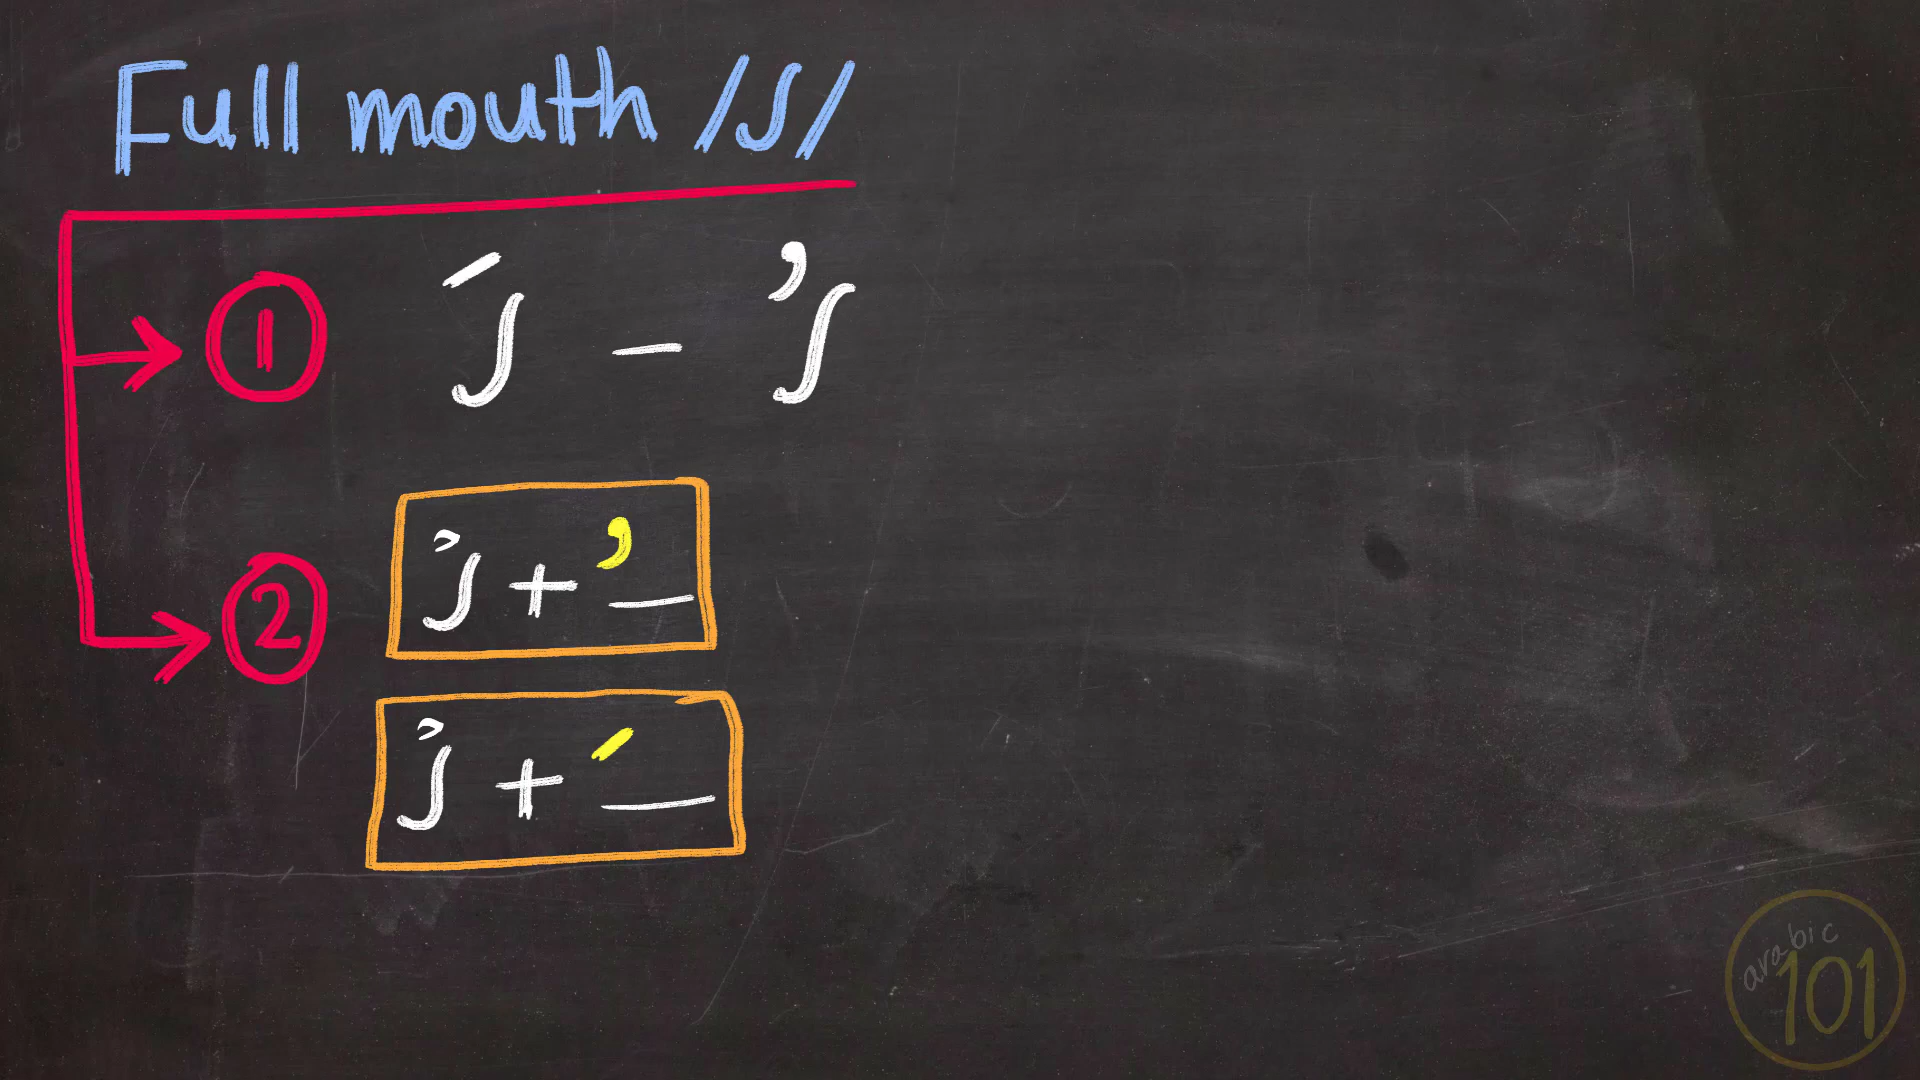 Full mouth /ر/
① رَ – رُ
② رْ + ـُ
رْ + ـَ
arabic
101